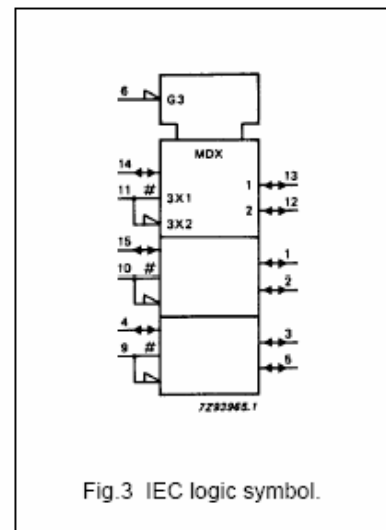 6
G3
MDX
14
11 #
3X1
3X2
1 13
2 12
15
10 #
1
2
4
9 #
3
5
7Z93965.1
Fig.3 IEC logic symbol.